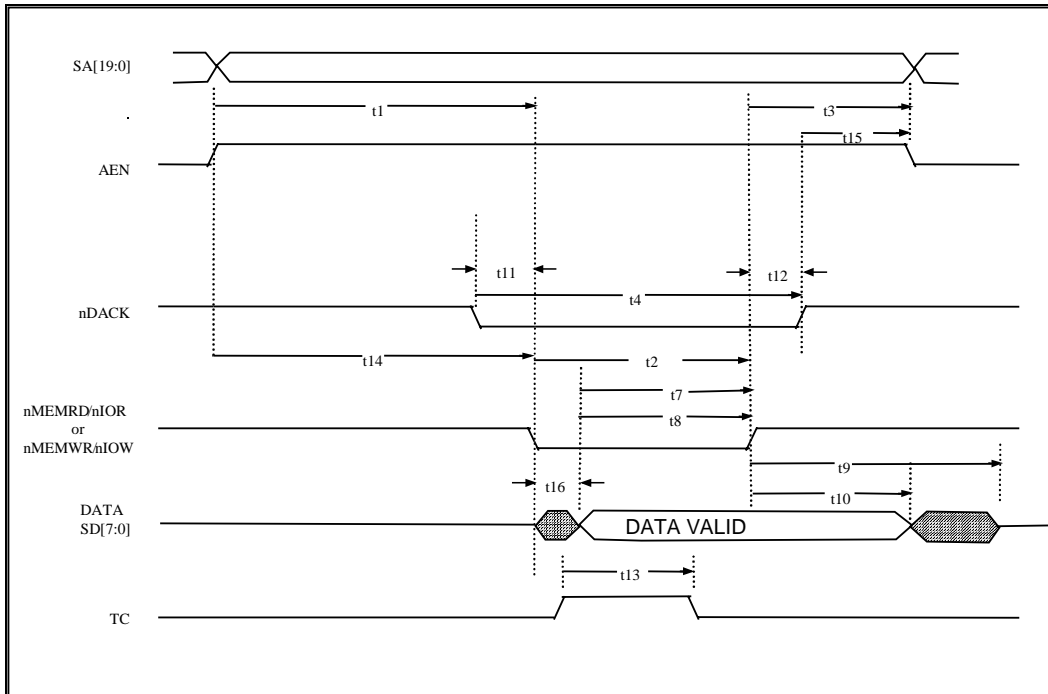 SA[19:0]
t1
t3
.
t15
AEN
t11
t12
t4
nDACK
t14
t2
t7
nMEMRD/nIOR
or
nMEMWR/nIOW
t8
t9
t16
t10
DATA
SD[7:0]
DATA VALID
t13
TC